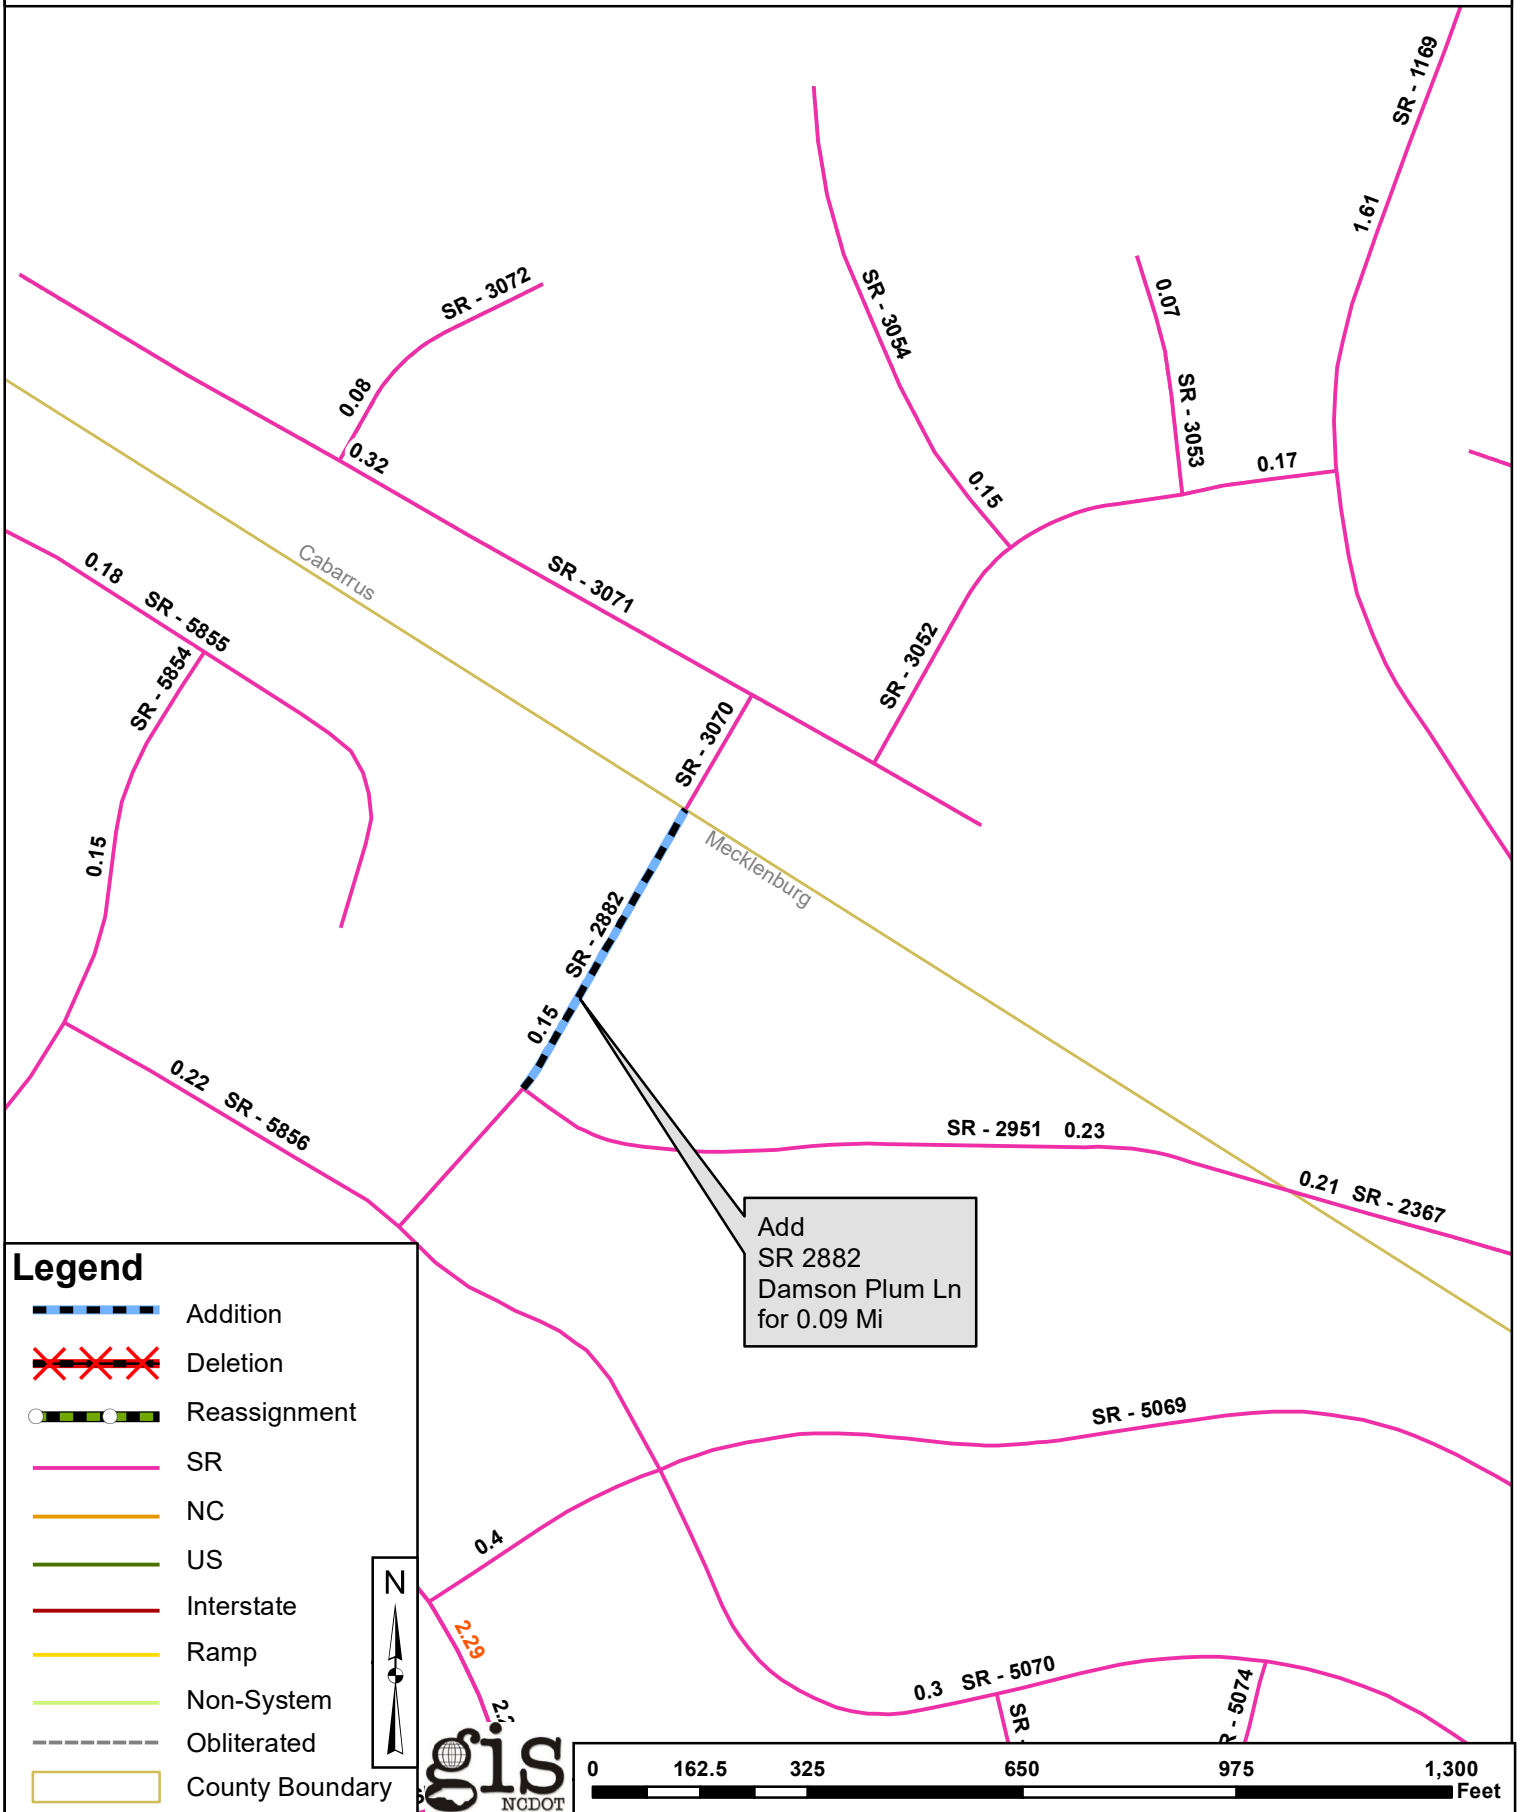 SR - 1169
1.61
SR - 3054
0.07
SR - 3072
SR - 3053
0.08
0.32
0.17
0.15
Cabarrus
SR - 3071
0.18
SR - 5855
SR - 5854
SR - 3052
SR - 3070
0.15
Mecklenburg
SR - 2882
0.15
0.22
SR - 5856
SR - 2951 0.23
0.21 SR - 2367
Add
SR 2882
Damson Plum Ln
for 0.09 Mi
SR - 5069
0.4
2.29
0.3 SR - 5070
SR -
R - 5074
Legend
Addition
Deletion
Reassignment
SR
NC
US
Interstate
Ramp
Non-System
Obliterated
County Boundary
N
gis
NCDOT
0 162.5 325 650 975 1,300
Feet